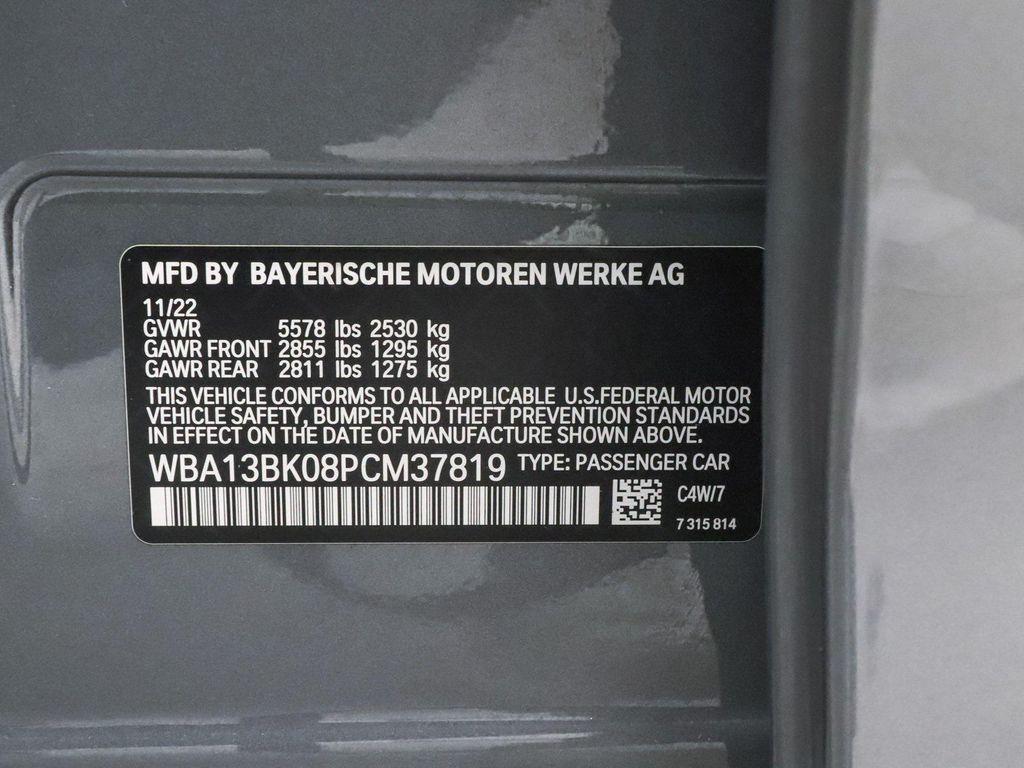 MFD BY BAYERISCHE MOTOREN WERKE AG
11/22
GVWR 5578 lbs 2530 kg
GAWR FRONT 2855 lbs 1295 kg
GAWR REAR 2811 lbs 1275 kg
THIS VEHICLE CONFORMS TO ALL APPLICABLE U.S.FEDERAL MOTOR
VEHICLE SAFETY, BUMPER AND THEFT PREVENTION STANDARDS
IN EFFECT ON THE DATE OF MANUFACTURE SHOWN ABOVE.
WBA13BK08PCM37819 TYPE: PASSENGER CAR
C4W/7
7 315 814